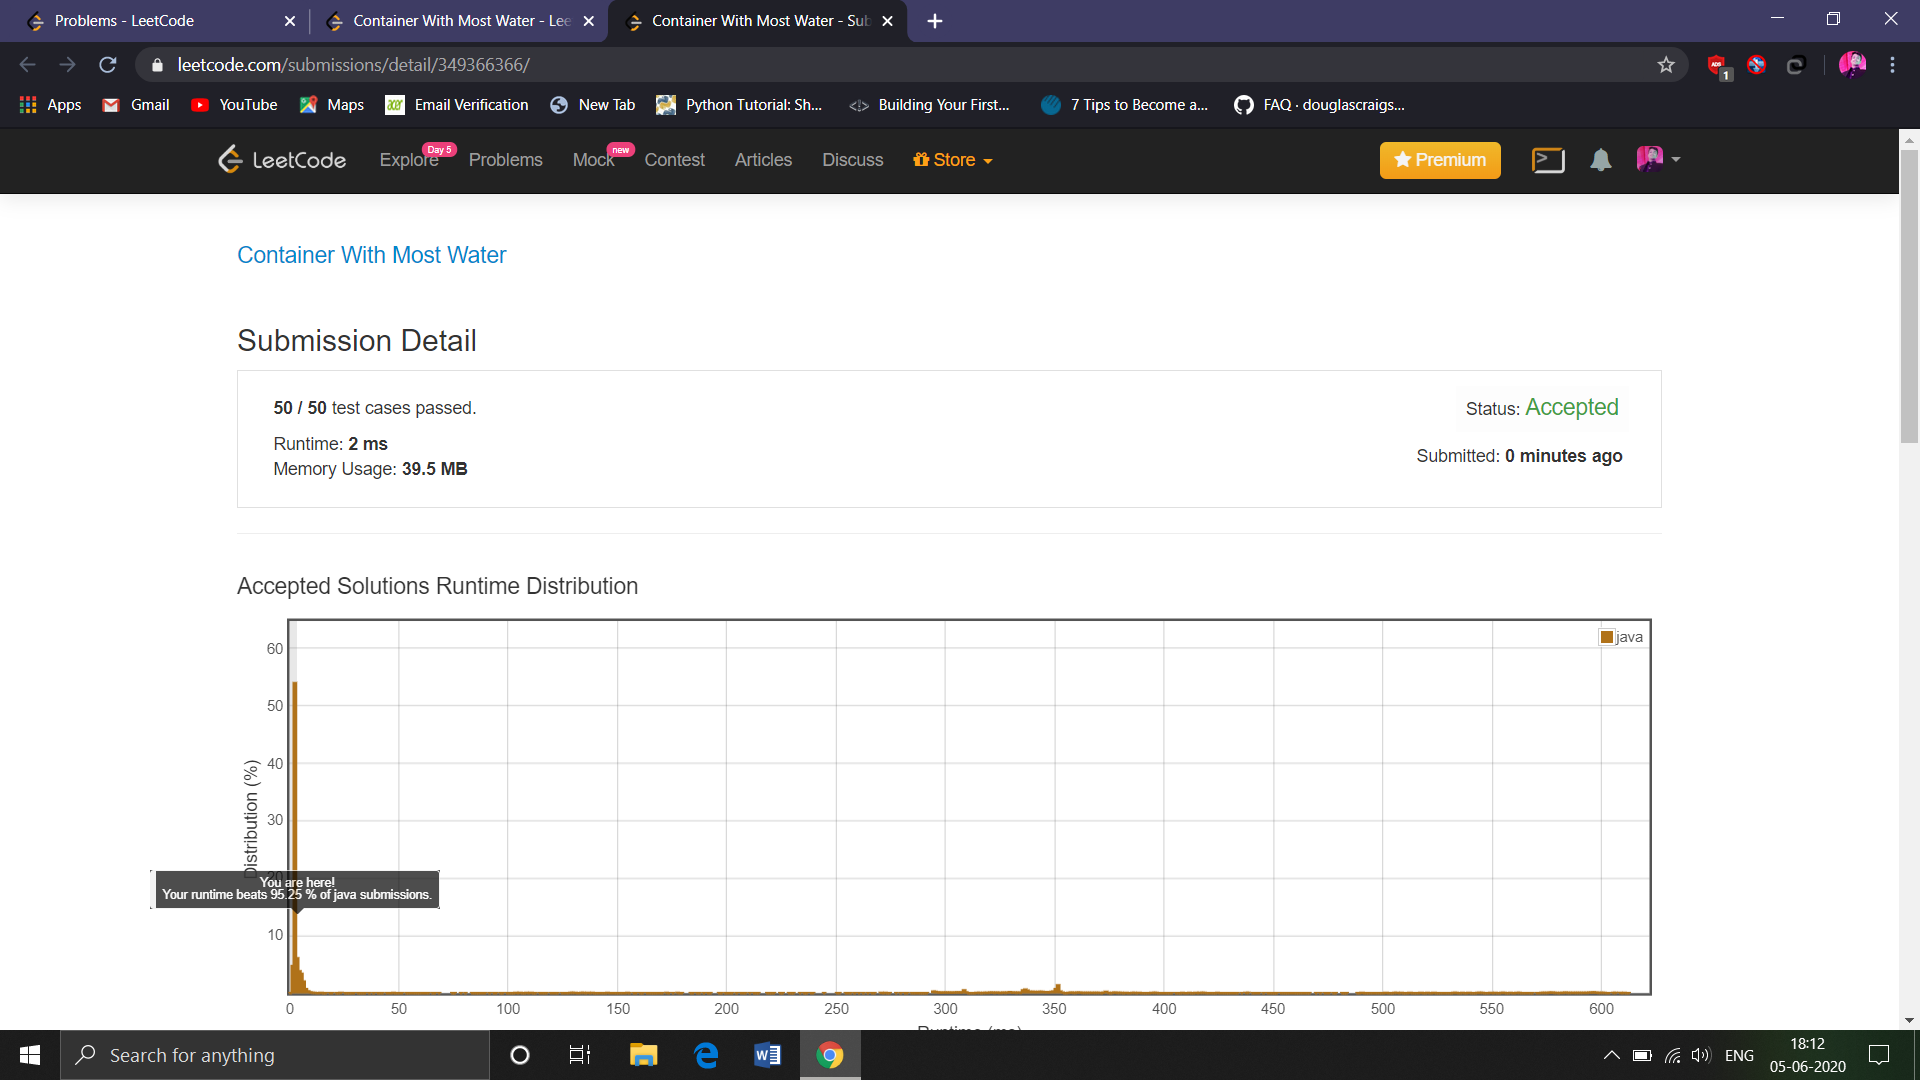 Problems - LeetCode
Container With Most Water - Lee
Container With Most Water - Sub
leetcode.com/submissions/detail/349366366/
ABP
1
Apps
Gmail
YouTube
Maps
acer
Email Verification
New Tab
Python Tutorial: Sh...
Building Your First...
7 Tips to Become a...
FAQ · douglascraigs...
LeetCode
Explore
Day 5
Problems
Mock
new
Contest
Articles
Discuss
Store
Premium
Container With Most Water
Submission Detail
50 / 50 test cases passed.
Status: Accepted
Runtime: 2 ms
Submitted: 0 minutes ago
Memory Usage: 39.5 MB
Accepted Solutions Runtime Distribution
java
60
50
40
30
20
10
Distribution (%)
You are here!
Your runtime beats 95.25 % of java submissions.
0 50 100 150 200 250 300 350 400 450 500 550 600
Runtime (ms)
Search for anything
ENG
18:12
05-06-2020